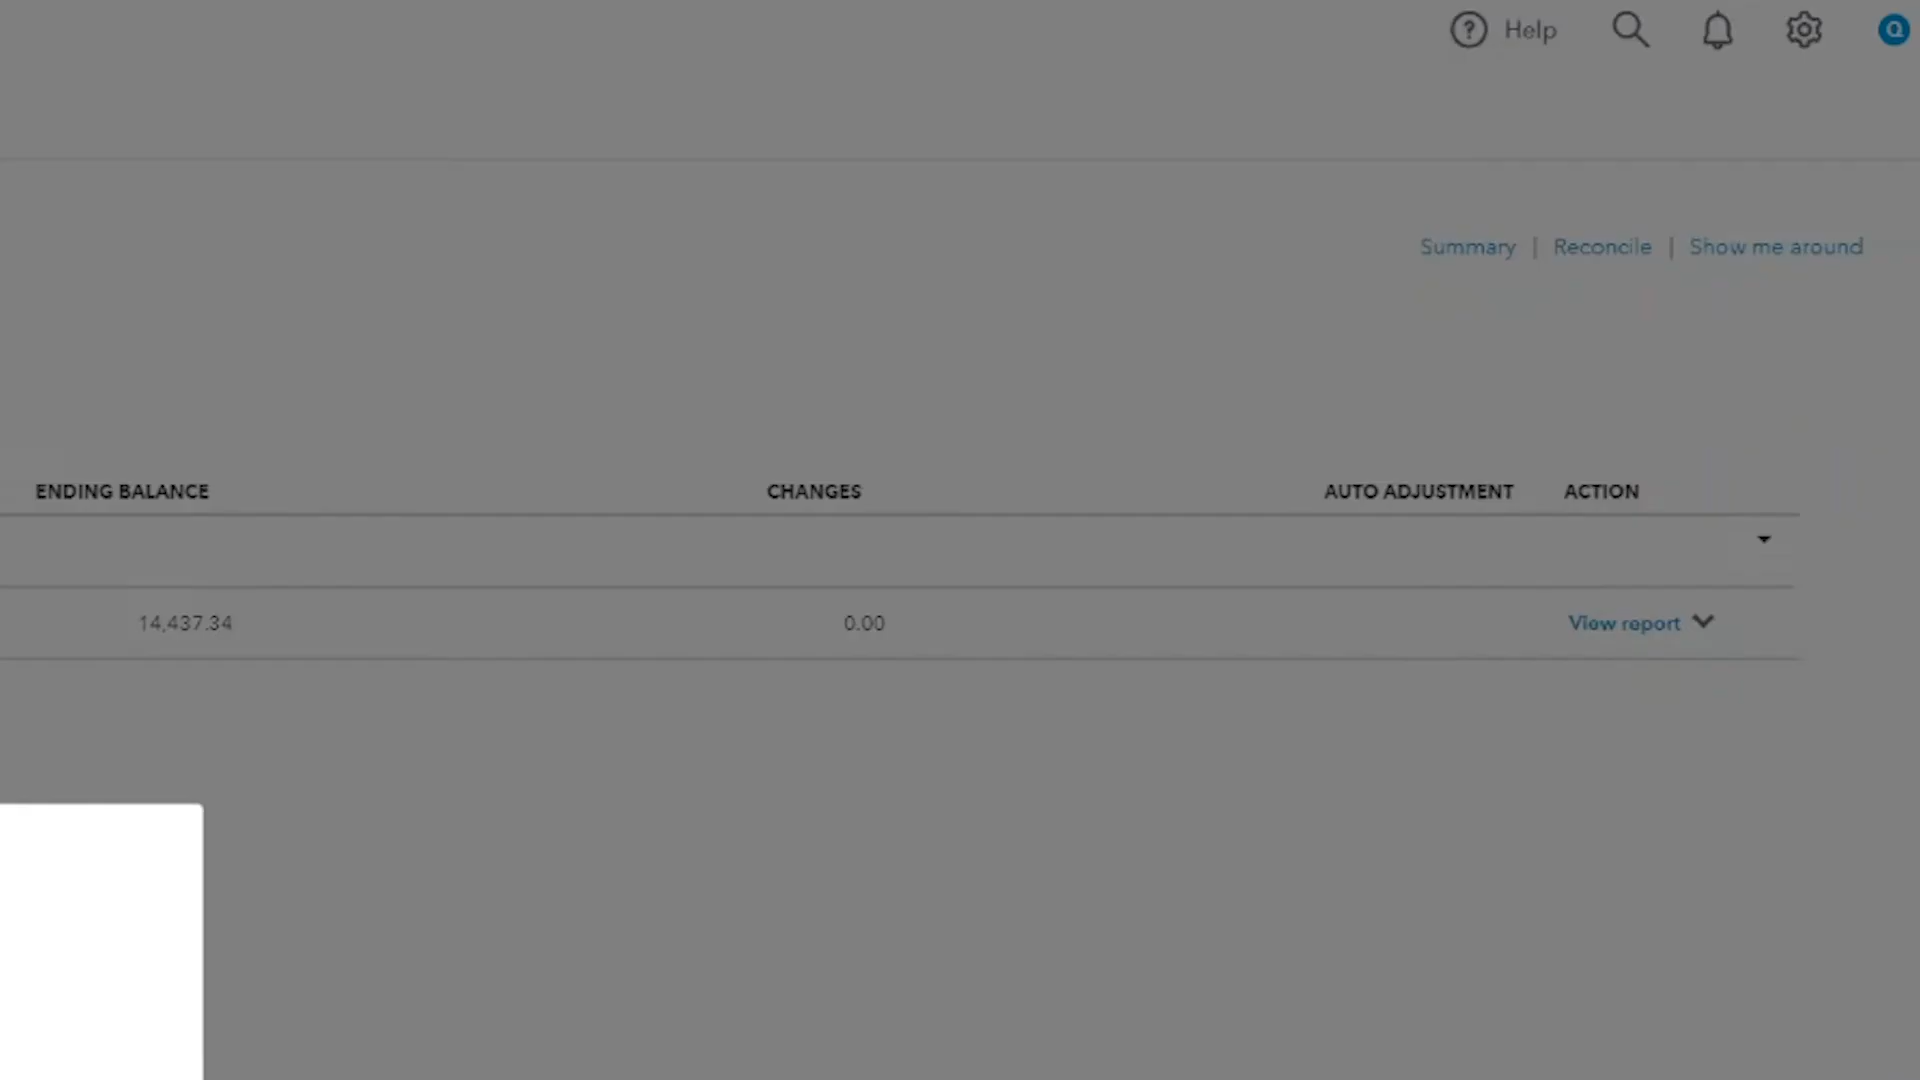 Help
Q
Summary | Reconcile | Show me around
ENDING BALANCE CHANGES AUTO ADJUSTMENT ACTION
14,437.34 0.00 View report